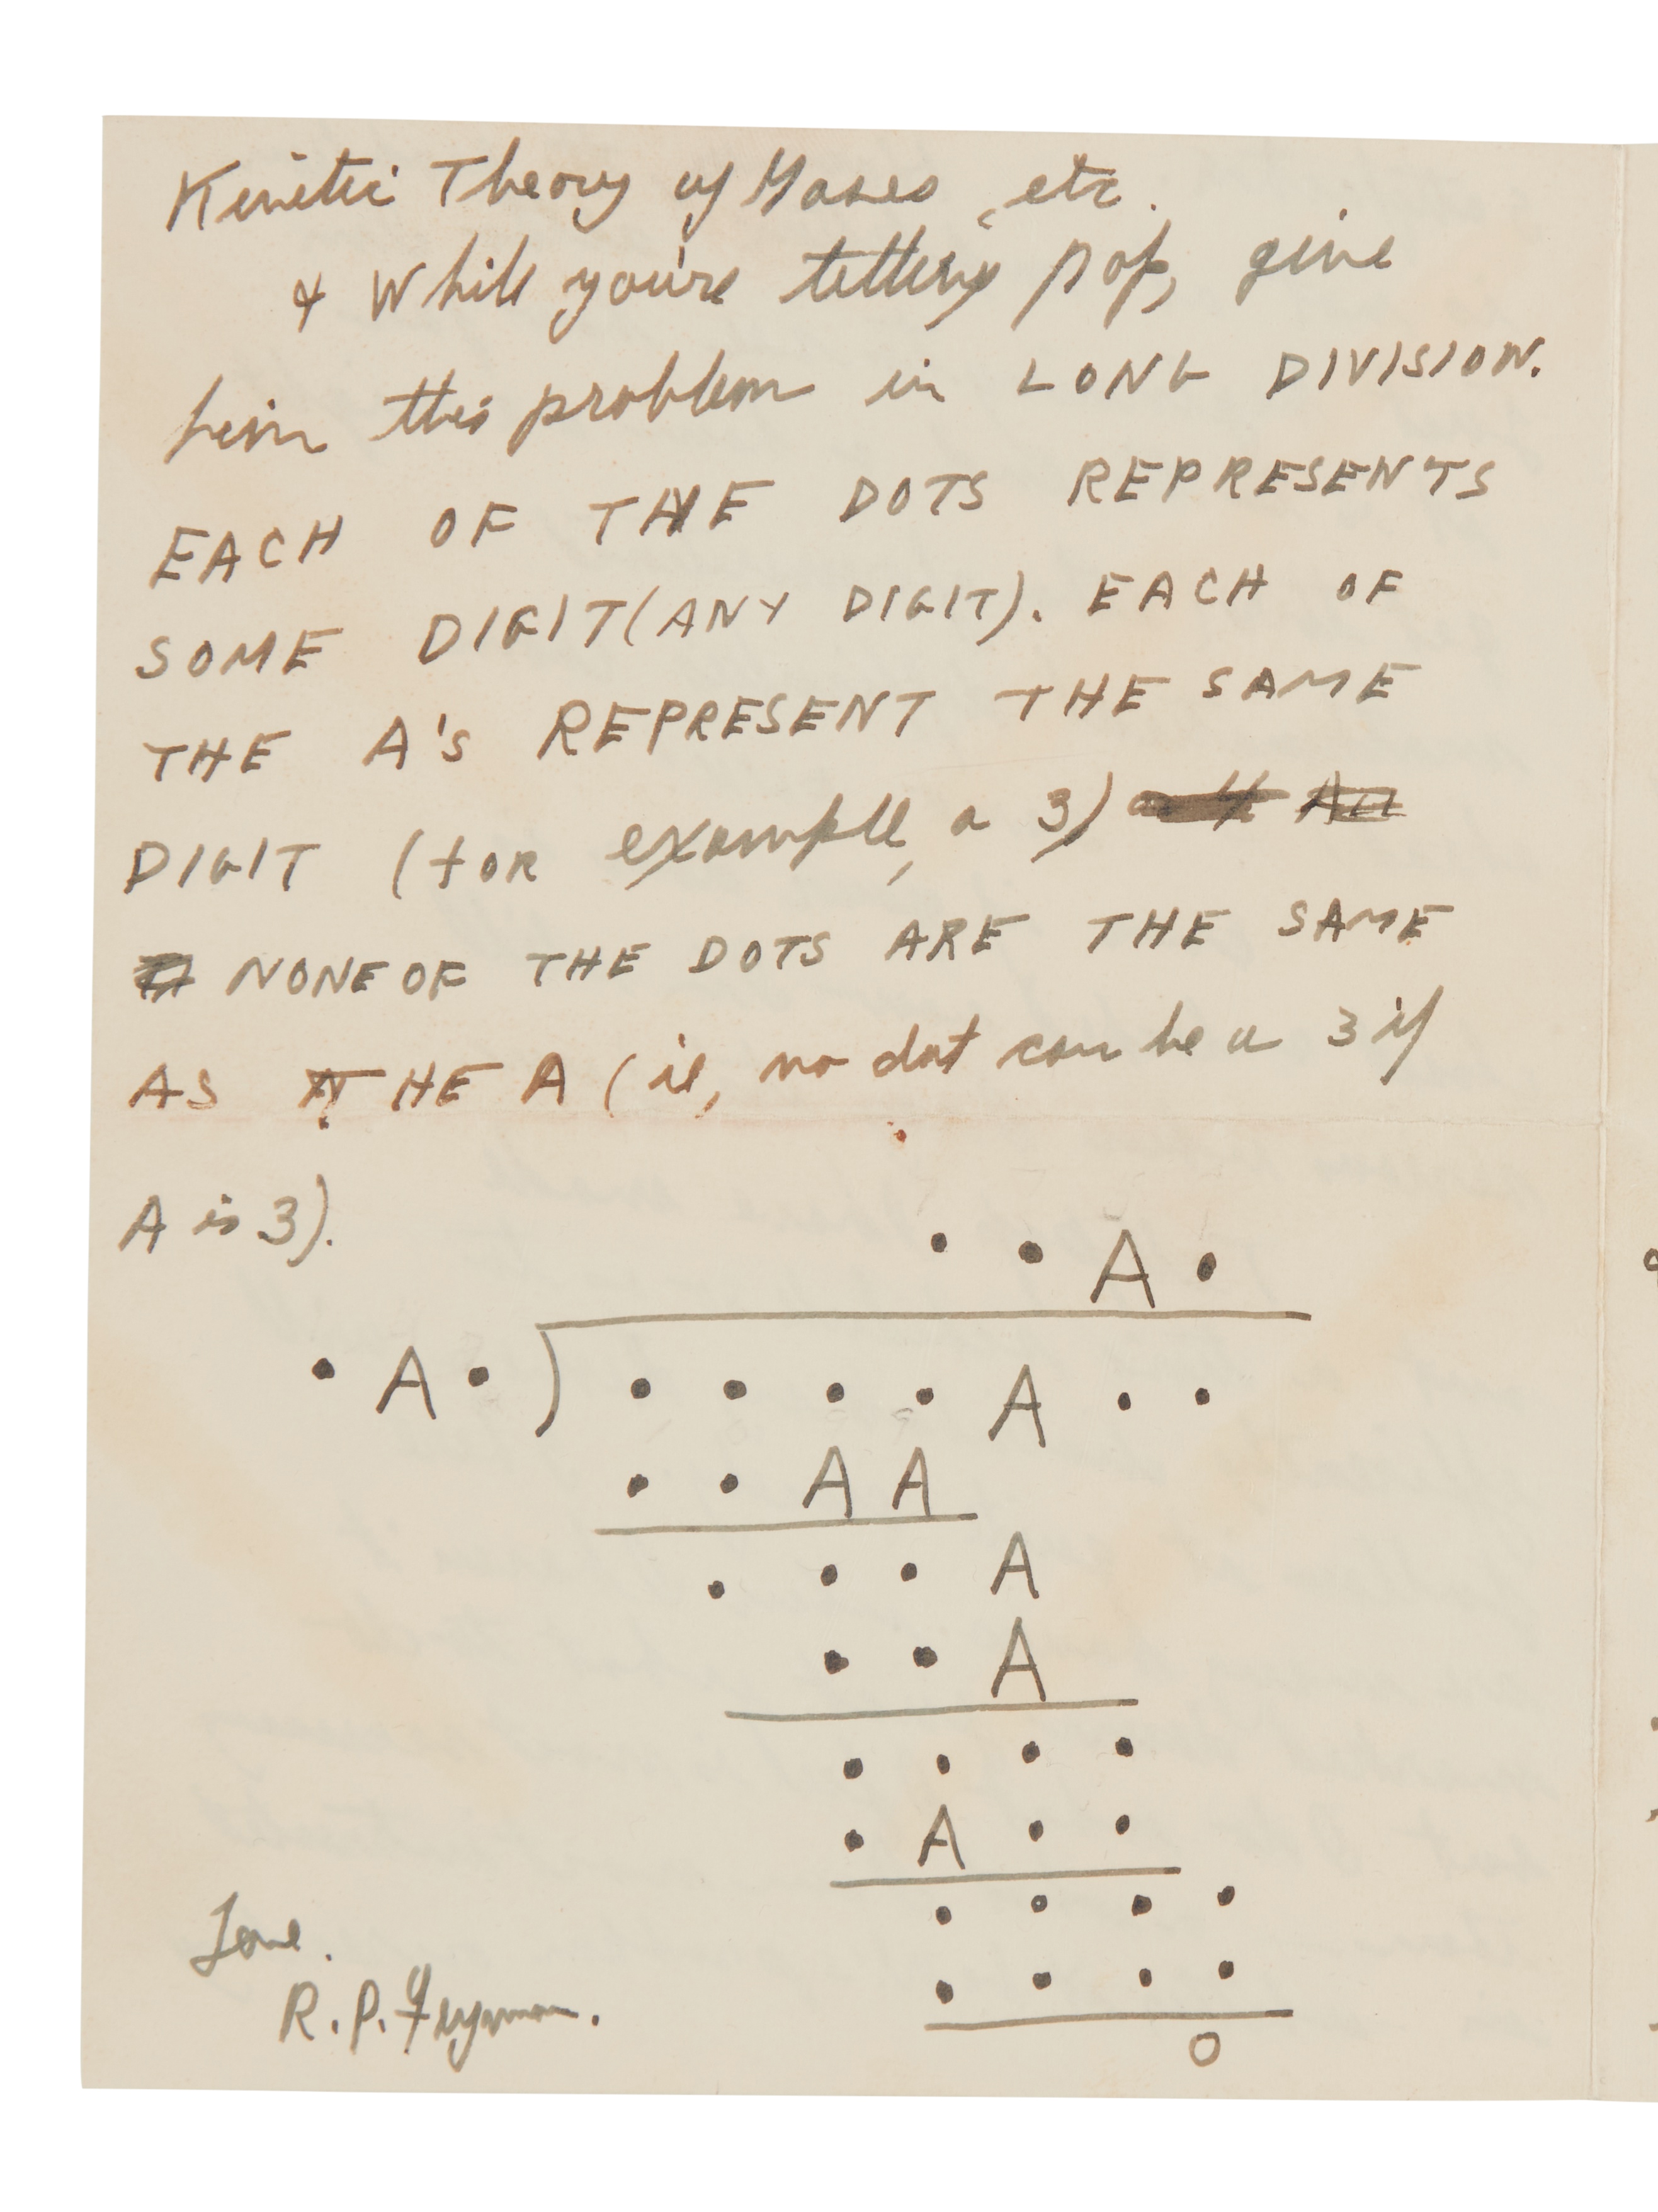 Kinetic Theory of Gases, etc.
& While you're telling pop, give
him this problem in LONG DIVISION.
EACH OF THE DOTS REPRESENTS
SOME DIGIT (ANY DIGIT). EACH OF
THE A'S REPRESENT THE SAME
DIGIT (for example, a 3)
NONE OF THE DOTS ARE THE SAME
AS THE A (ie, no dot can be a 3 if
A is 3).
. . A .
. A . ) . . . . A . .
. . A A
. . . A
. . A
. . . .
. A . .
. . . .
. . . .
0
Love.
R.P. Feynman.